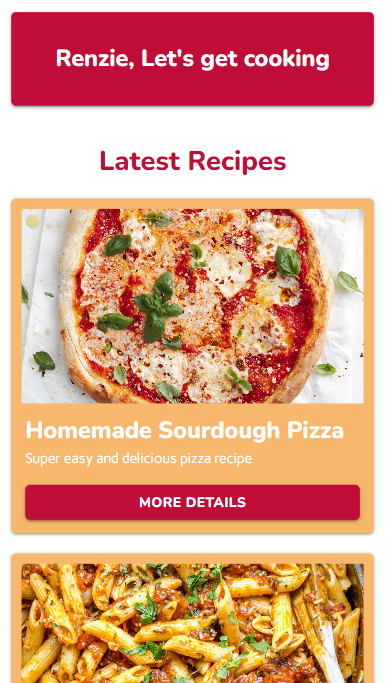 Renzie, Let's get cooking
Latest Recipes
Homemade Sourdough Pizza
Super easy and delicious pizza recipe
MORE DETAILS